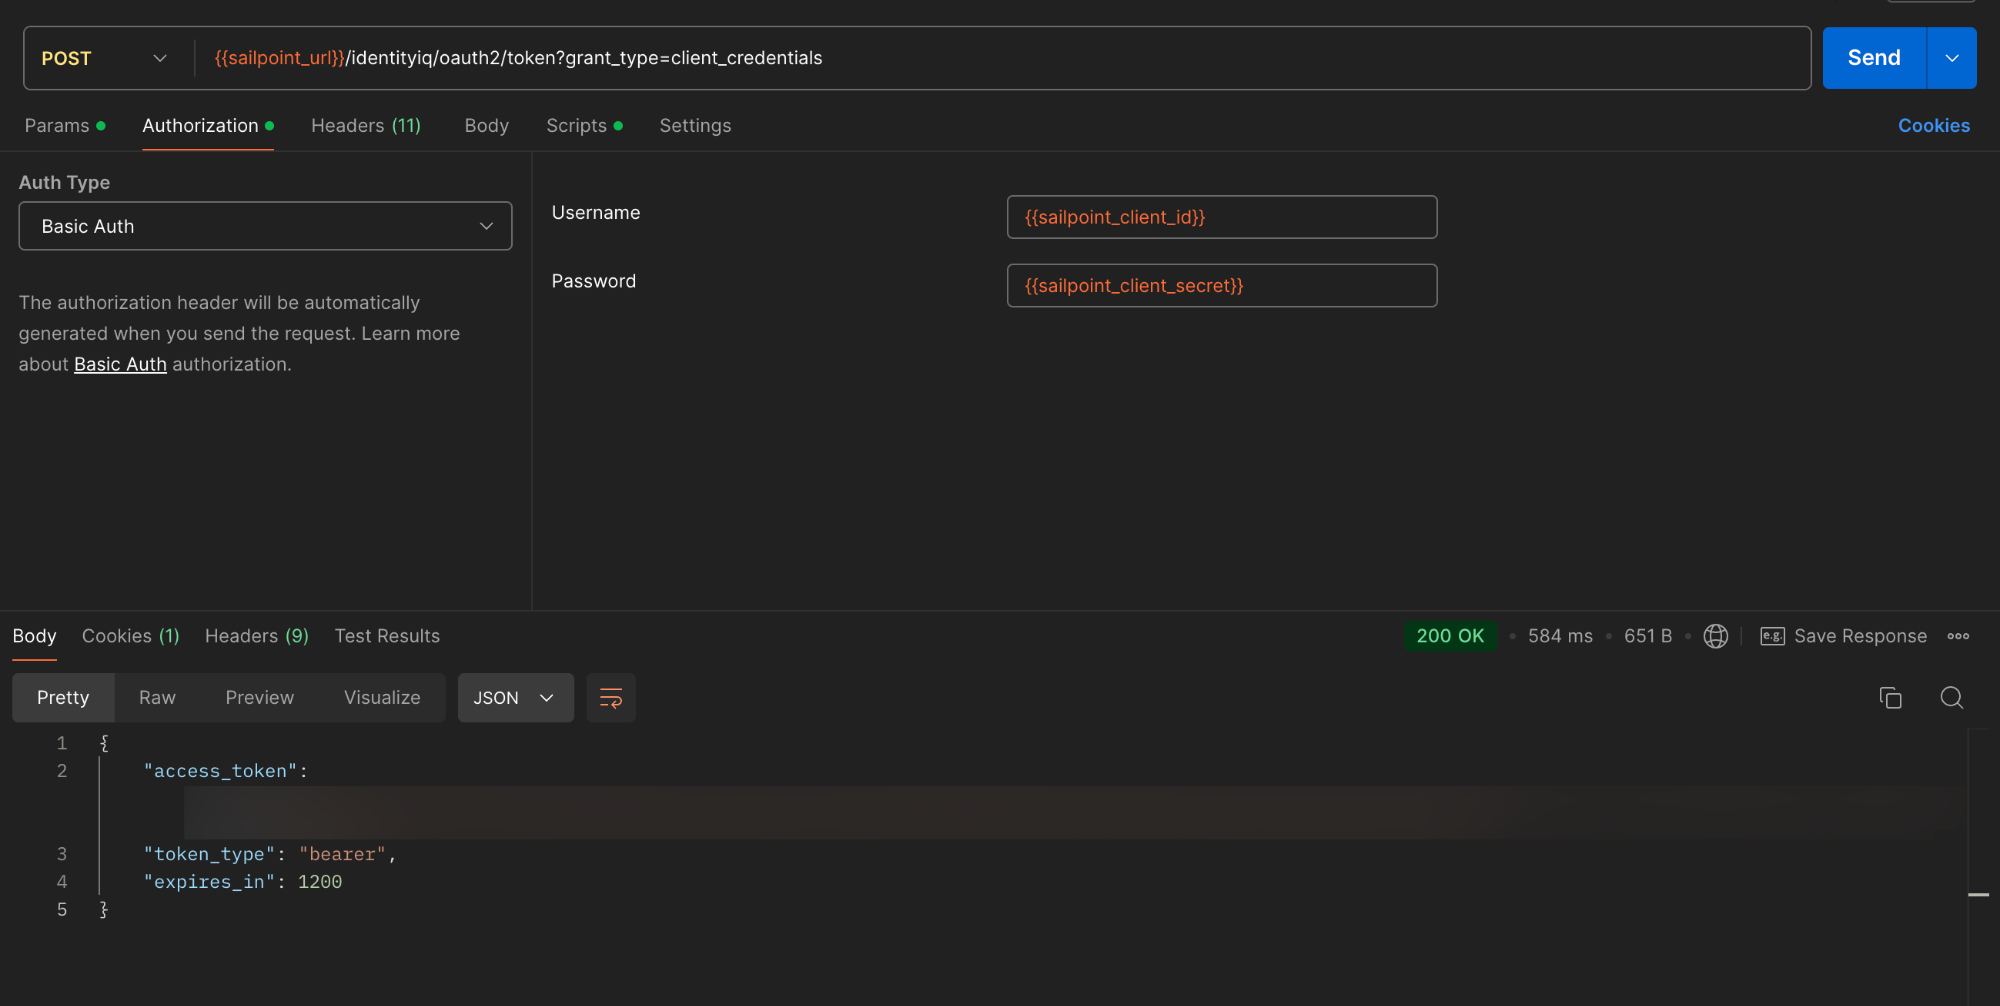 POST
{{sailpoint_url}}/identityiq/oauth2/token?grant_type=client_credentials
Send
Params
Authorization
Headers (11)
Body
Scripts
Settings
Cookies
Auth Type
Basic Auth
The authorization header will be automatically
generated when you send the request. Learn more
about Basic Auth authorization.
Username
{{sailpoint_client_id}}
Password
{{sailpoint_client_secret}}
Body
Cookies (1)
Headers (9)
Test Results
200 OK
584 ms
651 B
e.g.
Save Response
Pretty
Raw
Preview
Visualize
JSON
1 {
2 "access_token":
3 "token_type": "bearer",
4 "expires_in": 1200
5 }